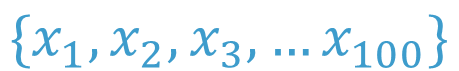 {x₁, x₂, x₃, … x₁₀₀}